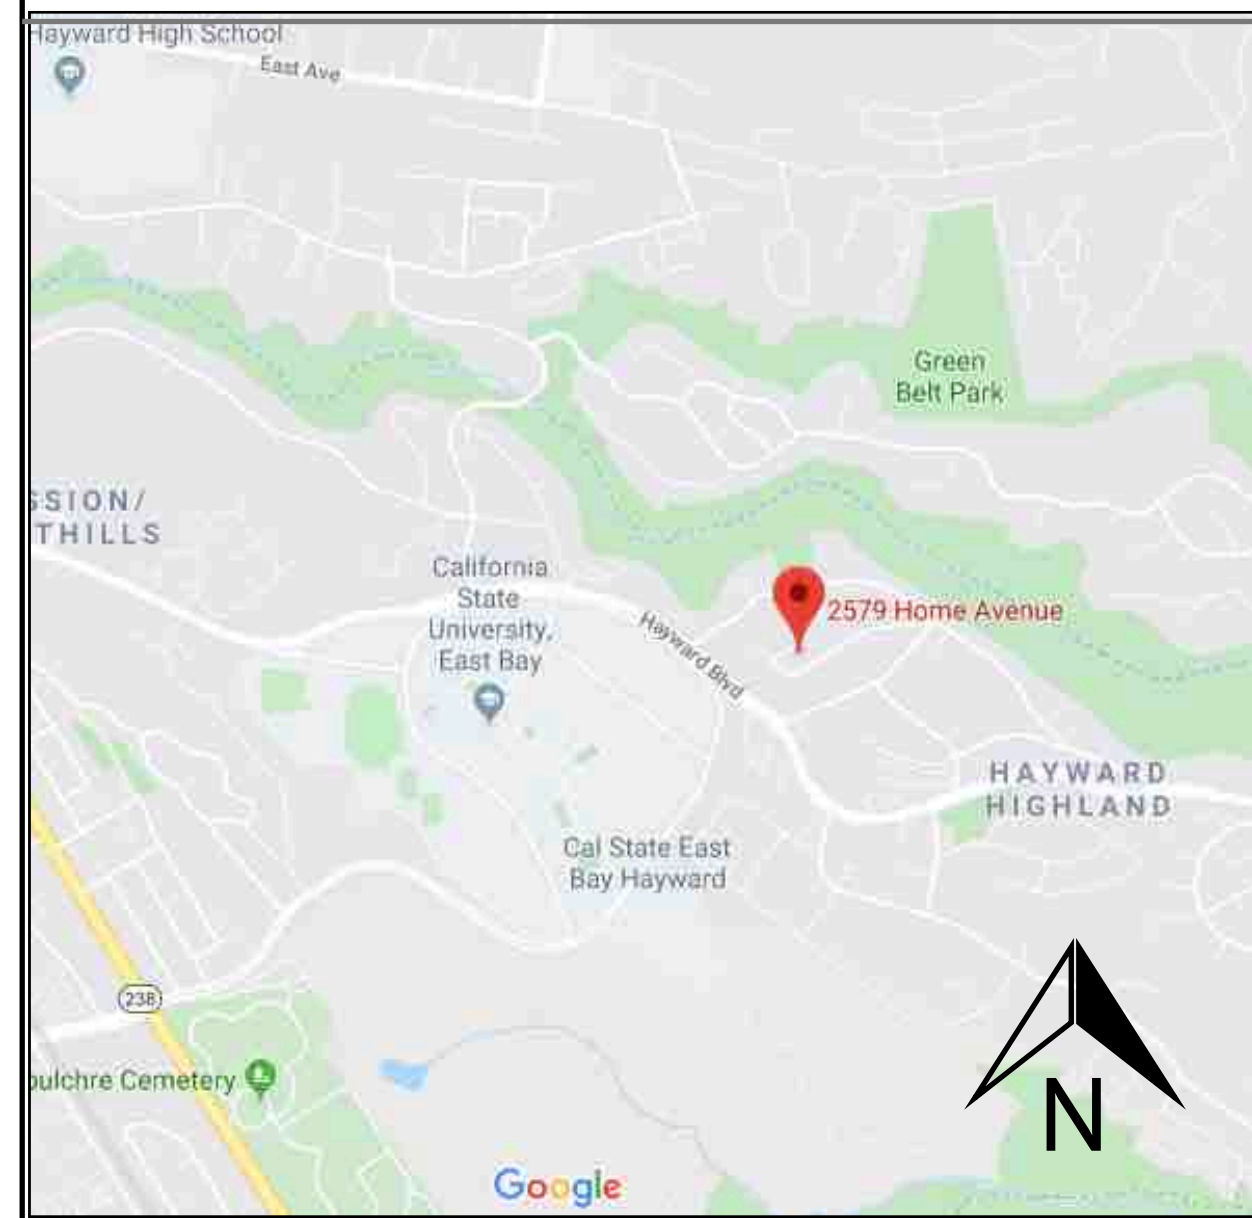 Hayward High School
East Ave
Green
Belt Park
SSION/
THILLS
California
State
University,
East Bay
2579 Home Avenue
Hayward Blvd
HAYWARD
HIGHLAND
Cal State East
Bay Hayward
238
pulchre Cemetery
N
Google